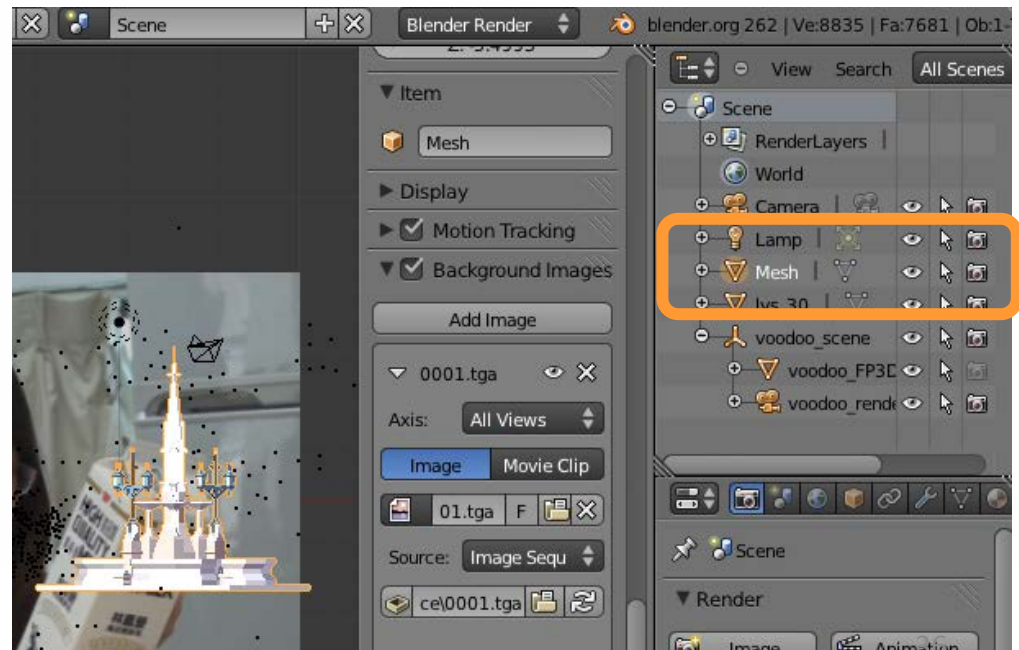 Scene
Blender Render
blender.org 262 | Ve:8835 | Fa:7681 | Ob:1-
Z: -5.4995
Item
Mesh
Display
Motion Tracking
Background Images
Add Image
0001.tga
Axis: All Views
Image Movie Clip
01.tga F
Source: Image Sequ
ce\0001.tga
View Search All Scenes
Scene
RenderLayers |
World
Camera |
Lamp |
Mesh |
lys_30 |
voodoo_scene
voodoo_FP3D
voodoo_rende
Scene
Render
Image Animation